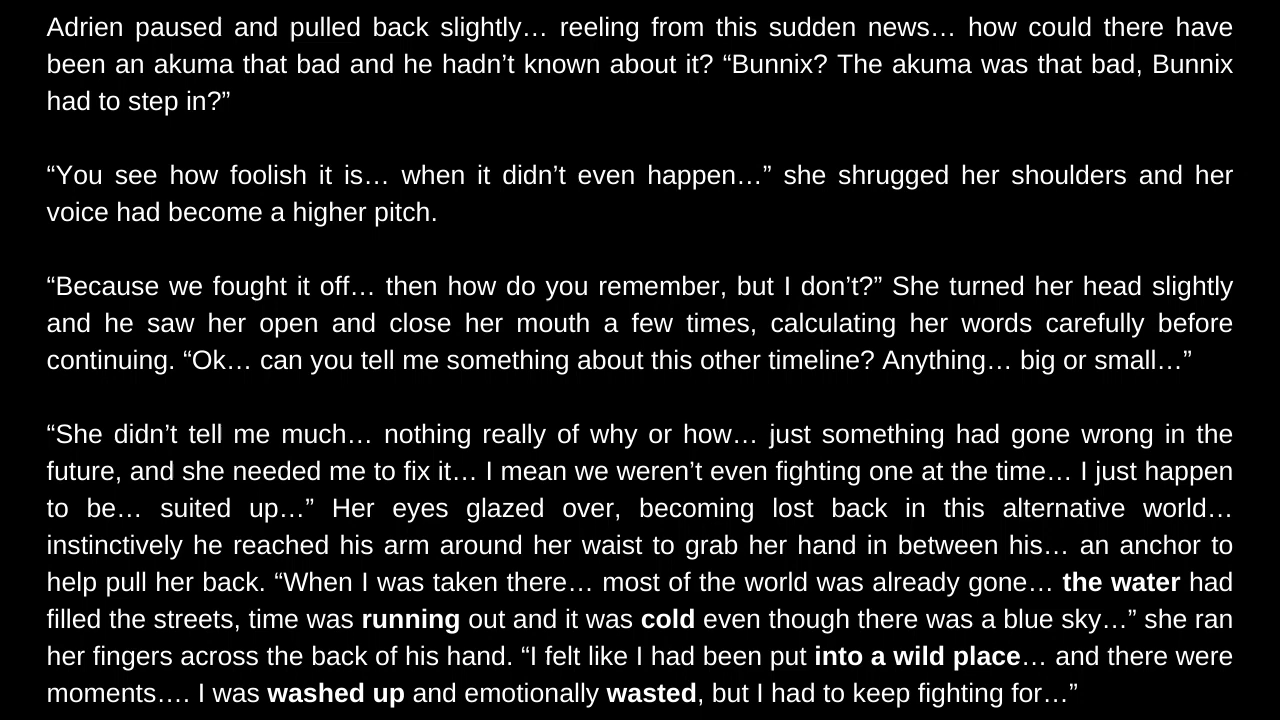 Adrien paused and pulled back slightly… reeling from this sudden news… how could there have
been an akuma that bad and he hadn’t known about it? “Bunnix? The akuma was that bad, Bunnix
had to step in?”
“You see how foolish it is… when it didn’t even happen…” she shrugged her shoulders and her
voice had become a higher pitch.
“Because we fought it off… then how do you remember, but I don’t?” She turned her head slightly
and he saw her open and close her mouth a few times, calculating her words carefully before
continuing. “Ok… can you tell me something about this other timeline? Anything… big or small…”
“She didn’t tell me much… nothing really of why or how… just something had gone wrong in the
future, and she needed me to fix it… I mean we weren’t even fighting one at the time… I just happen
to be… suited up…” Her eyes glazed over, becoming lost back in this alternative world…
instinctively he reached his arm around her waist to grab her hand in between his… an anchor to
help pull her back. “When I was taken there… most of the world was already gone… the water had
filled the streets, time was running out and it was cold even though there was a blue sky…” she ran
her fingers across the back of his hand. “I felt like I had been put into a wild place… and there were
moments…. I was washed up and emotionally wasted, but I had to keep fighting for…”